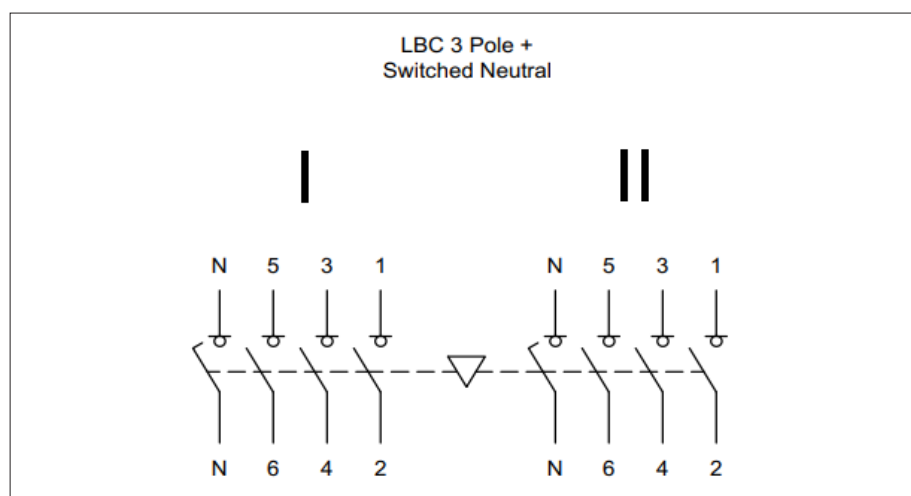 LBC 3 Pole +
Switched Neutral
I II
N 5 3 1 N 5 3 1
N 6 4 2 N 6 4 2